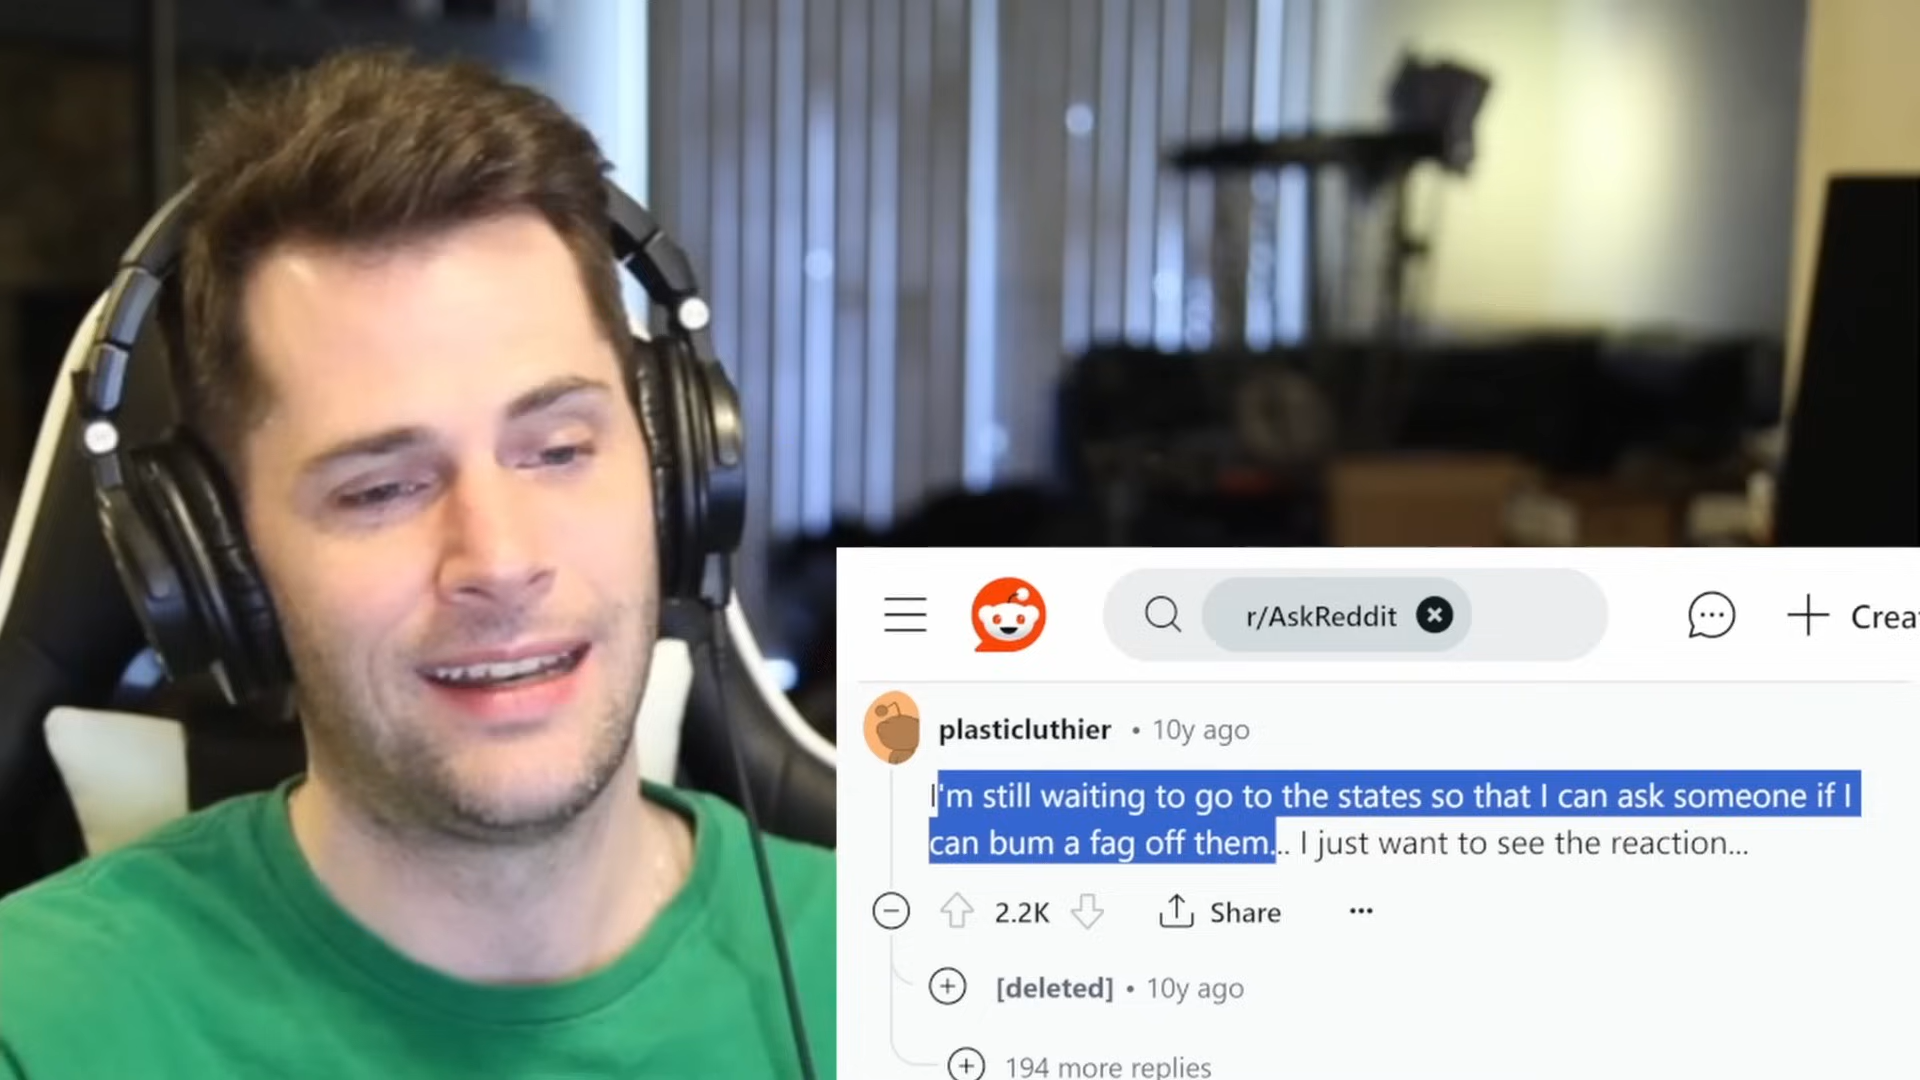 r/AskReddit
Crea
plasticluthier • 10y ago
I'm still waiting to go to the states so that I can ask someone if I
can bum a fag off them... I just want to see the reaction...
2.2K Share ...
[deleted] • 10y ago
194 more replies